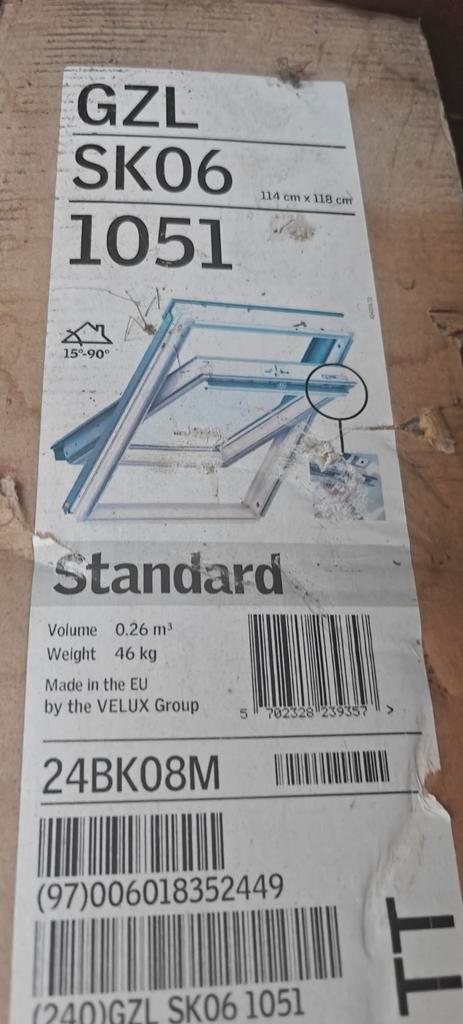 GZL
SK06
114 cm x 118 cm
1051
15°-90°
Standard
Volume 0.26 m³
Weight 46 kg
Made in the EU
by the VELUX Group
5 702328 239357 >
24BK08M
(97)006018352449
(240)GZL SK06 1051
TT